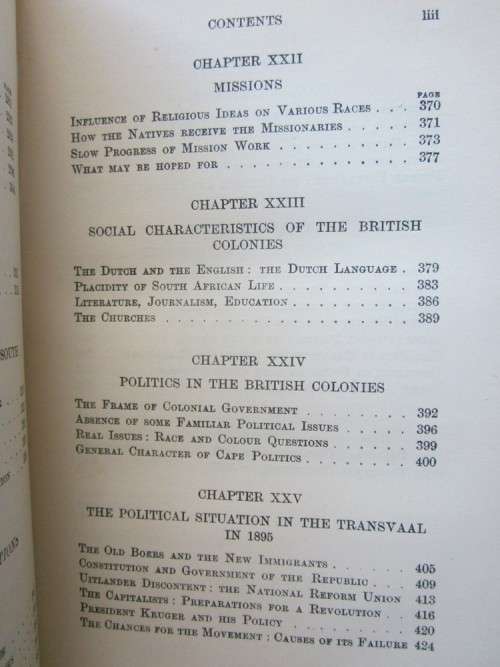 CONTENTS liii
CHAPTER XXII
MISSIONS
PAGE
Influence of Religious Ideas on Various Races . . . 370
How the Natives receive the Missionaries . . . . . 371
Slow Progress of Mission Work . . . . . . . . . 373
What may be hoped for . . . . . . . . . . . . 377
CHAPTER XXIII
SOCIAL CHARACTERISTICS OF THE BRITISH
COLONIES
The Dutch and the English : the Dutch Language . 379
Placidity of South African Life . . . . . . . . 383
Literature, Journalism, Education . . . . . . . 386
The Churches . . . . . . . . . . . . . . . 389
CHAPTER XXIV
POLITICS IN THE BRITISH COLONIES
The Frame of Colonial Government . . . . . . . 392
Absence of some Familiar Political Issues . . . . 396
Real Issues : Race and Colour Questions . . . . . 399
General Character of Cape Politics . . . . . . . 400
CHAPTER XXV
THE POLITICAL SITUATION IN THE TRANSVAAL
IN 1895
The Old Boers and the New Immigrants . . . . . 405
Constitution and Government of the Republic . . . 409
Uitlander Discontent : the National Reform Union 413
The Capitalists : Preparations for a Revolution . . 416
President Kruger and his Policy . . . . . . . . 420
The Chances for the Movement : Causes of its Failure 424